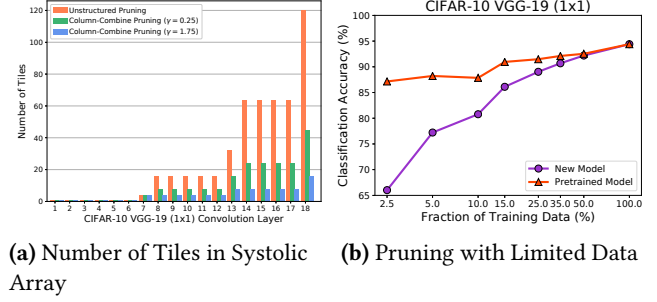 Unstructured Pruning
Column-Combine Pruning (γ = 0.25)
Column-Combine Pruning (γ = 1.75)
120
100
80
60
40
20
0
Number of Tiles
1 2 3 4 5 6 7 8 9 10 11 12 13 14 15 16 17 18
CIFAR-10 VGG-19 (1x1) Convolution Layer
(a) Number of Tiles in Systolic
Array
CIFAR-10 VGG-19 (1x1)
100
95
90
85
80
75
70
65
Classification Accuracy (%)
New Model
Pretrained Model
2.5 5.0 10.0 15.0 25.0 35.0 50.0 100.0
Fraction of Training Data (%)
(b) Pruning with Limited Data